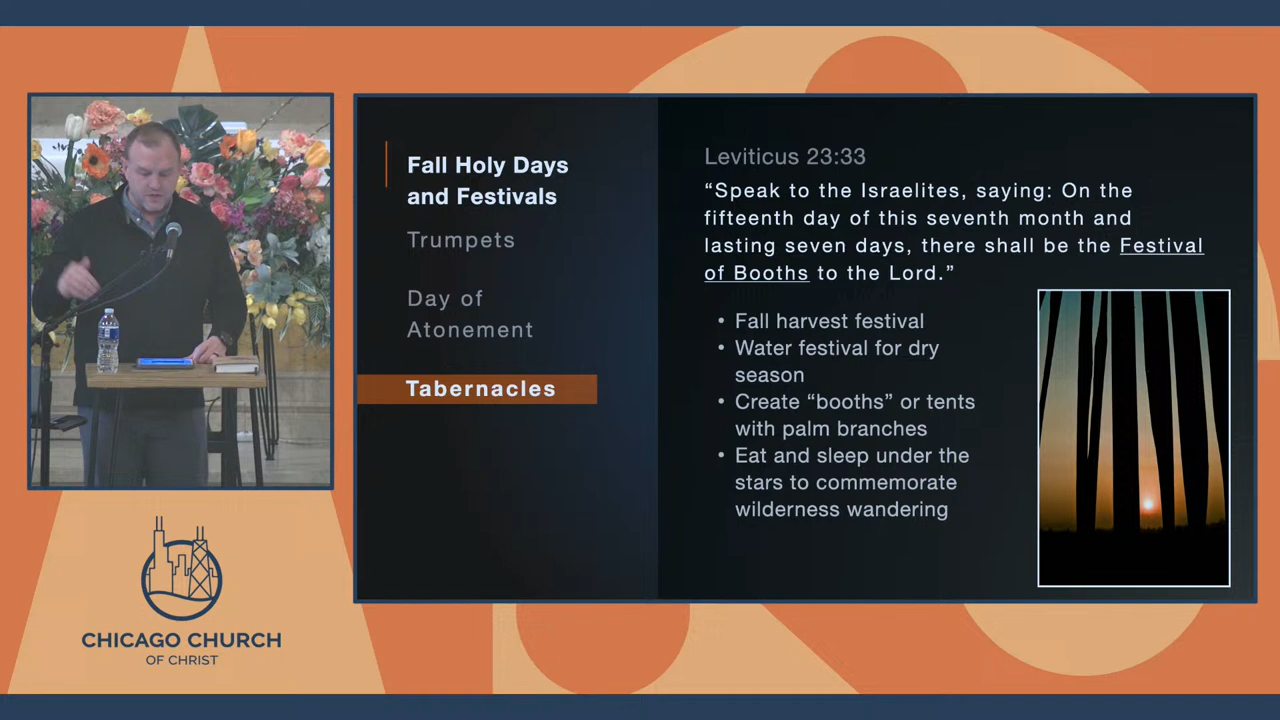 Fall Holy Days
and Festivals
Trumpets
Day of
Atonement
Tabernacles
Leviticus 23:33
“Speak to the Israelites, saying: On the
fifteenth day of this seventh month and
lasting seven days, there shall be the Festival
of Booths to the Lord.”
• Fall harvest festival
• Water festival for dry
season
• Create “booths” or tents
with palm branches
• Eat and sleep under the
stars to commemorate
wilderness wandering
CHICAGO CHURCH
OF CHRIST